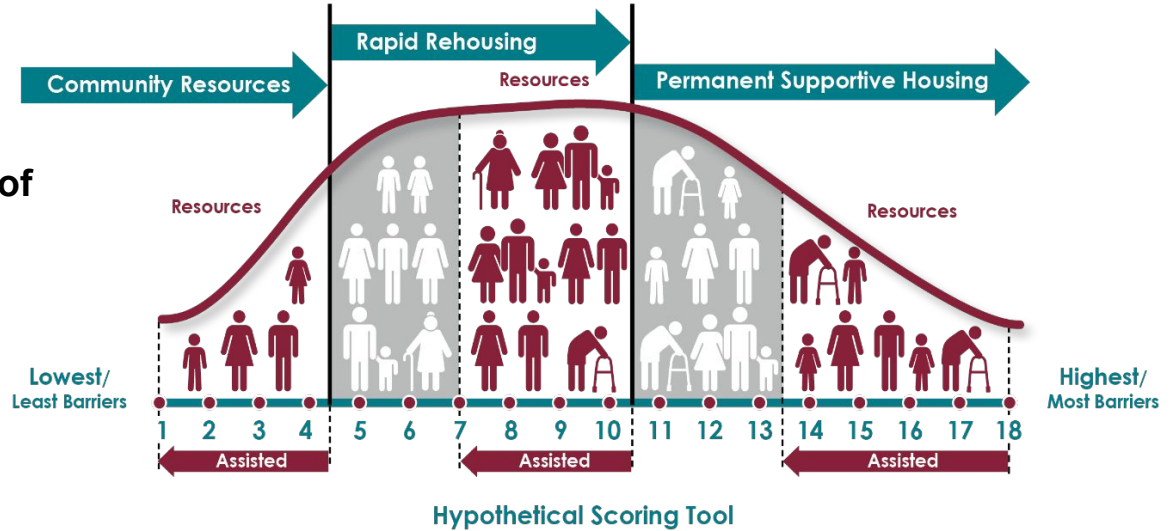 Rapid Rehousing
Community Resources
Resources
Permanent Supportive Housing
of
Resources
Resources
Lowest/
Least Barriers
Highest/
Most Barriers
1 2 3 4 5 6 7 8 9 10 11 12 13 14 15 16 17 18
Assisted Assisted Assisted
Hypothetical Scoring Tool